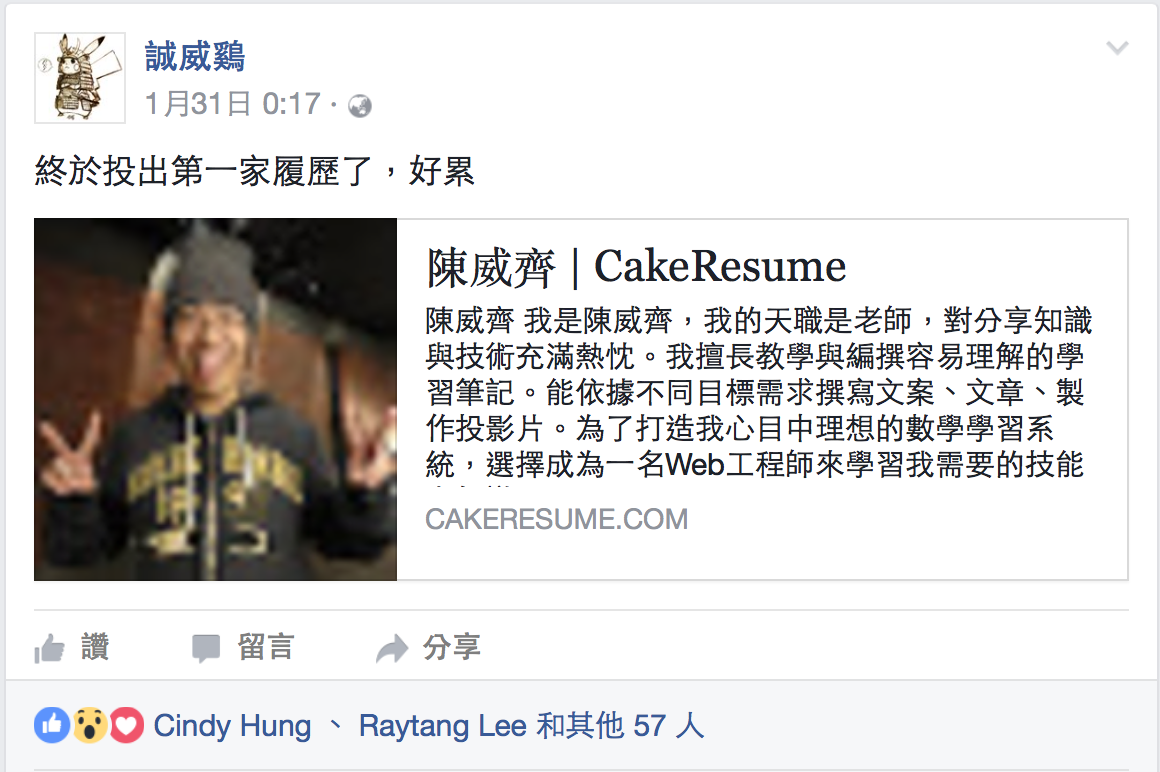 誠威鷄
1月31日 0:17 ·
終於投出第一家履歷了，好累
陳威齊 | CakeResume
陳威齊 我是陳威齊，我的天職是老師，對分享知識
與技術充滿熱忱。我擅長教學與編撰容易理解的學
習筆記。能依據不同目標需求撰寫文案、文章、製
作投影片。為了打造我心目中理想的數學學習系
統，選擇成為一名Web工程師來學習我需要的技能
CAKERESUME.COM
讚 留言 分享
Cindy Hung 、 Raytang Lee 和其他 57 人